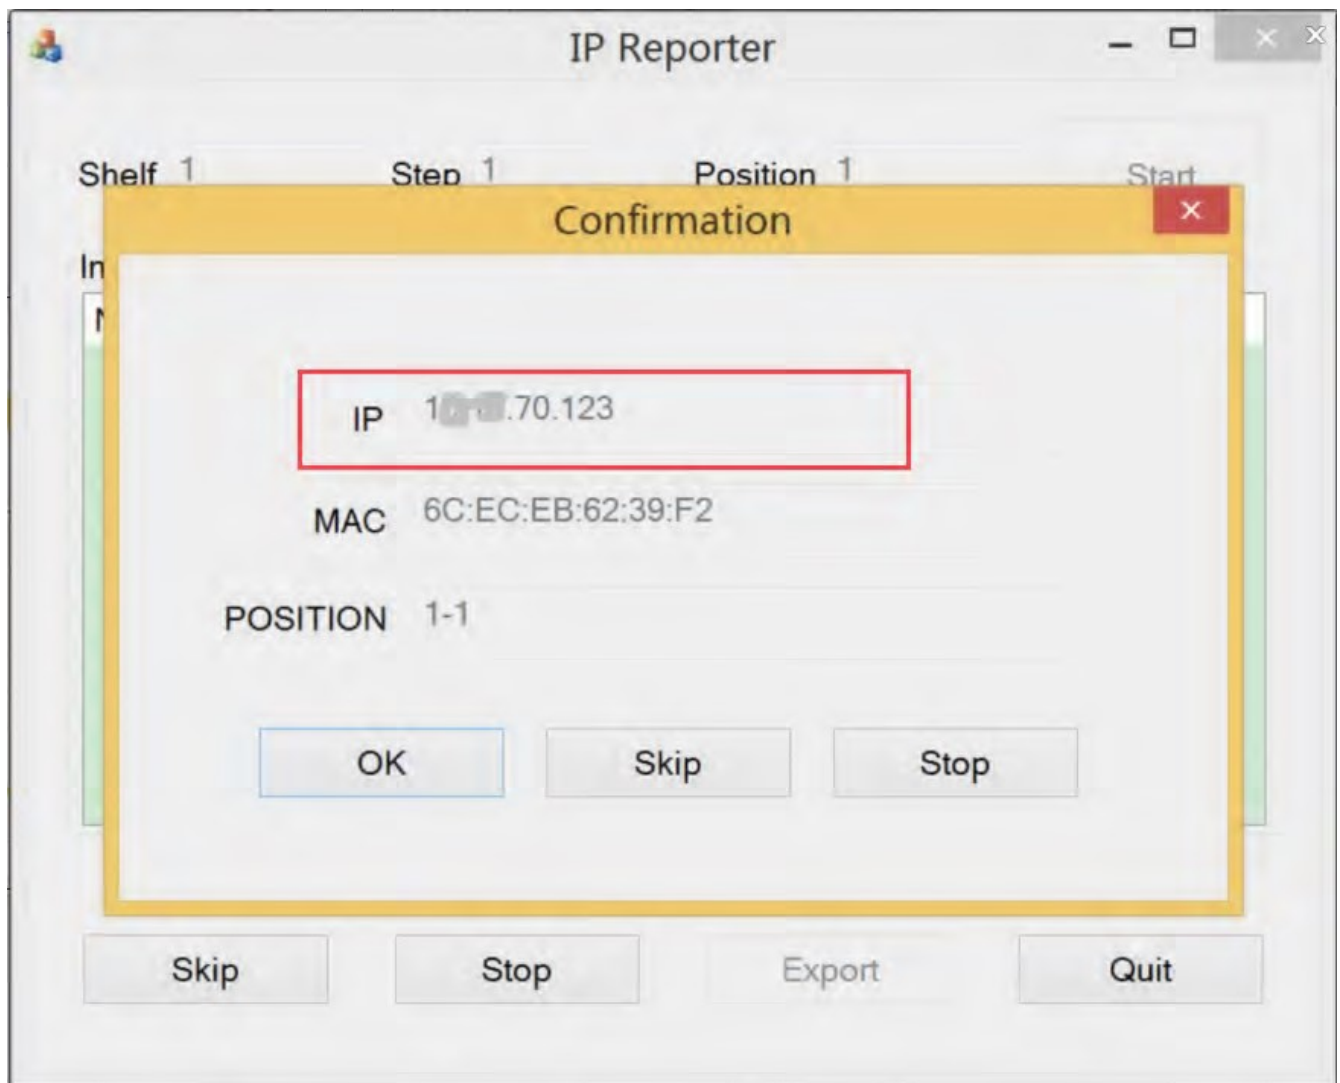 IP Reporter
Shelf 1 Step 1 Position 1 Start
Confirmation
IP .70.123
MAC 6C:EC:EB:62:39:F2
POSITION 1-1
OK Skip Stop
Skip Stop Export Quit